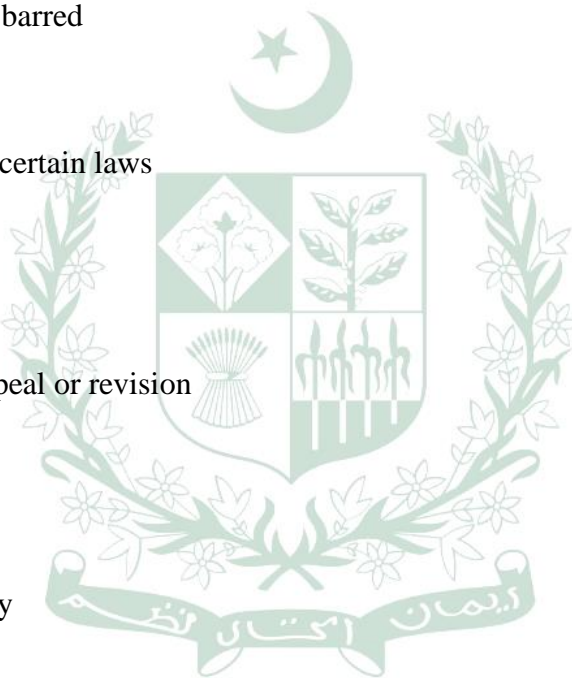 barred
certain laws
peal or revision
y
ایمان اتحاد نظم